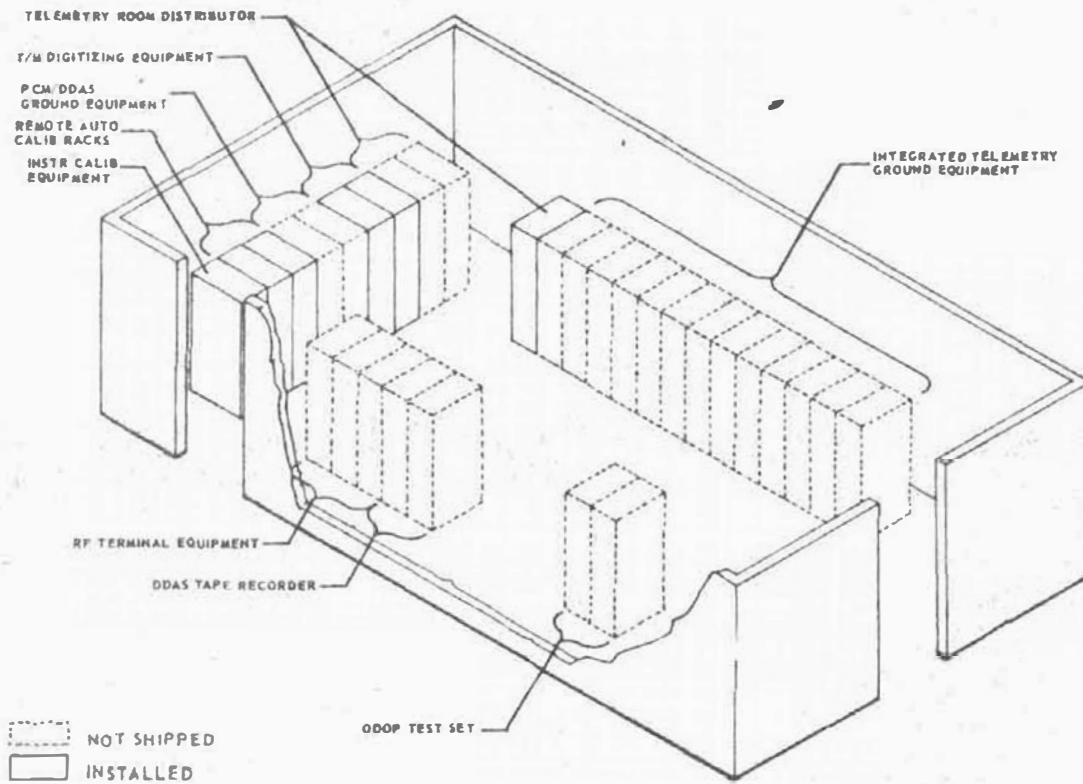 TELEMETRY ROOM DISTRIBUTOR
T/M DIGITIZING EQUIPMENT
PCM/DDAS
GROUND EQUIPMENT
REMOTE AUTO
CALIB RACKS
INSTR CALIB
EQUIPMENT
INTEGRATED TELEMETRY
GROUND EQUIPMENT
RF TERMINAL EQUIPMENT
DDAS TAPE RECORDER
ODOP TEST SET
NOT SHIPPED
INSTALLED